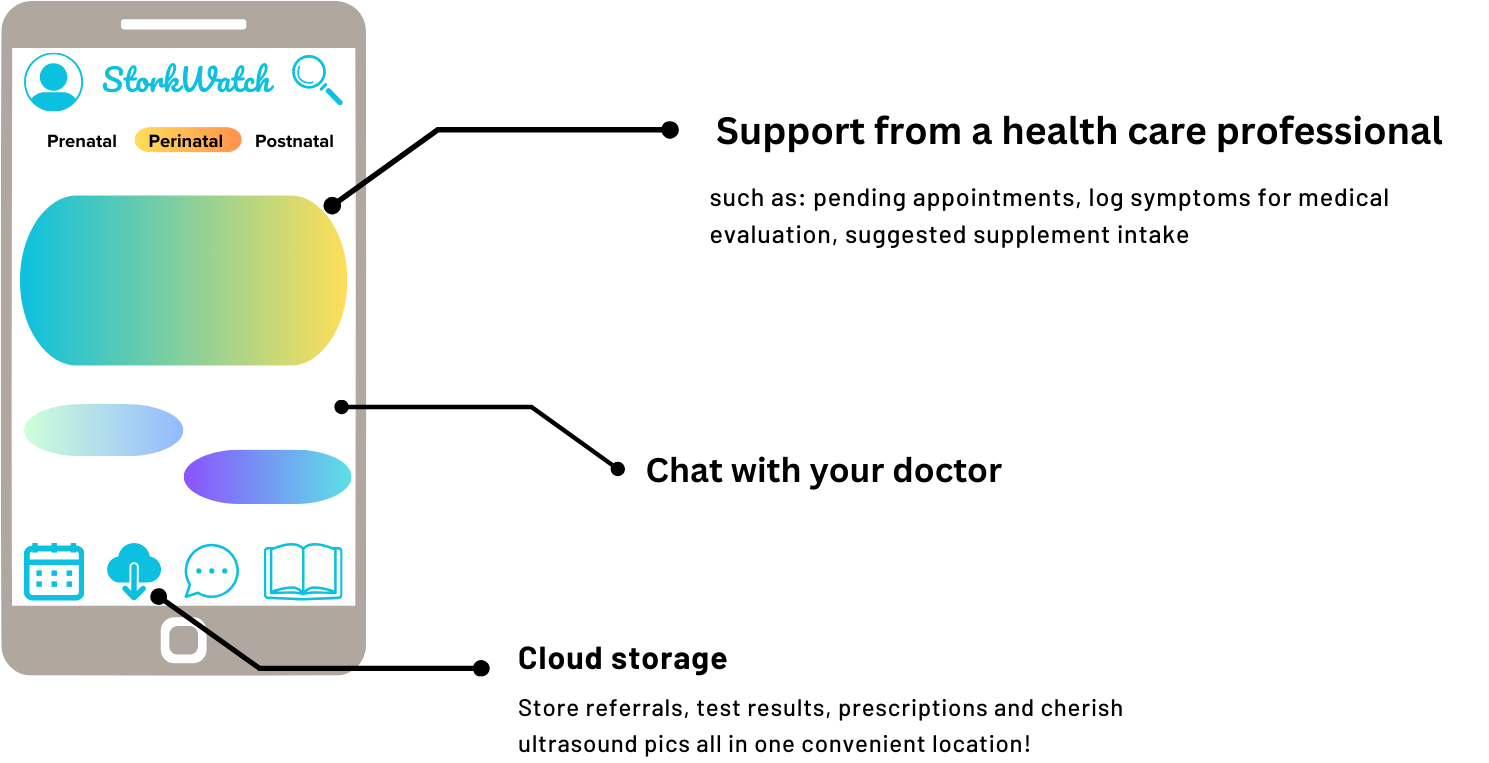 StorkWatch
Prenatal Perinatal Postnatal
Support from a health care professional
such as: pending appointments, log symptoms for medical
evaluation, suggested supplement intake
Chat with your doctor
Cloud storage
Store referrals, test results, prescriptions and cherish
ultrasound pics all in one convenient location!